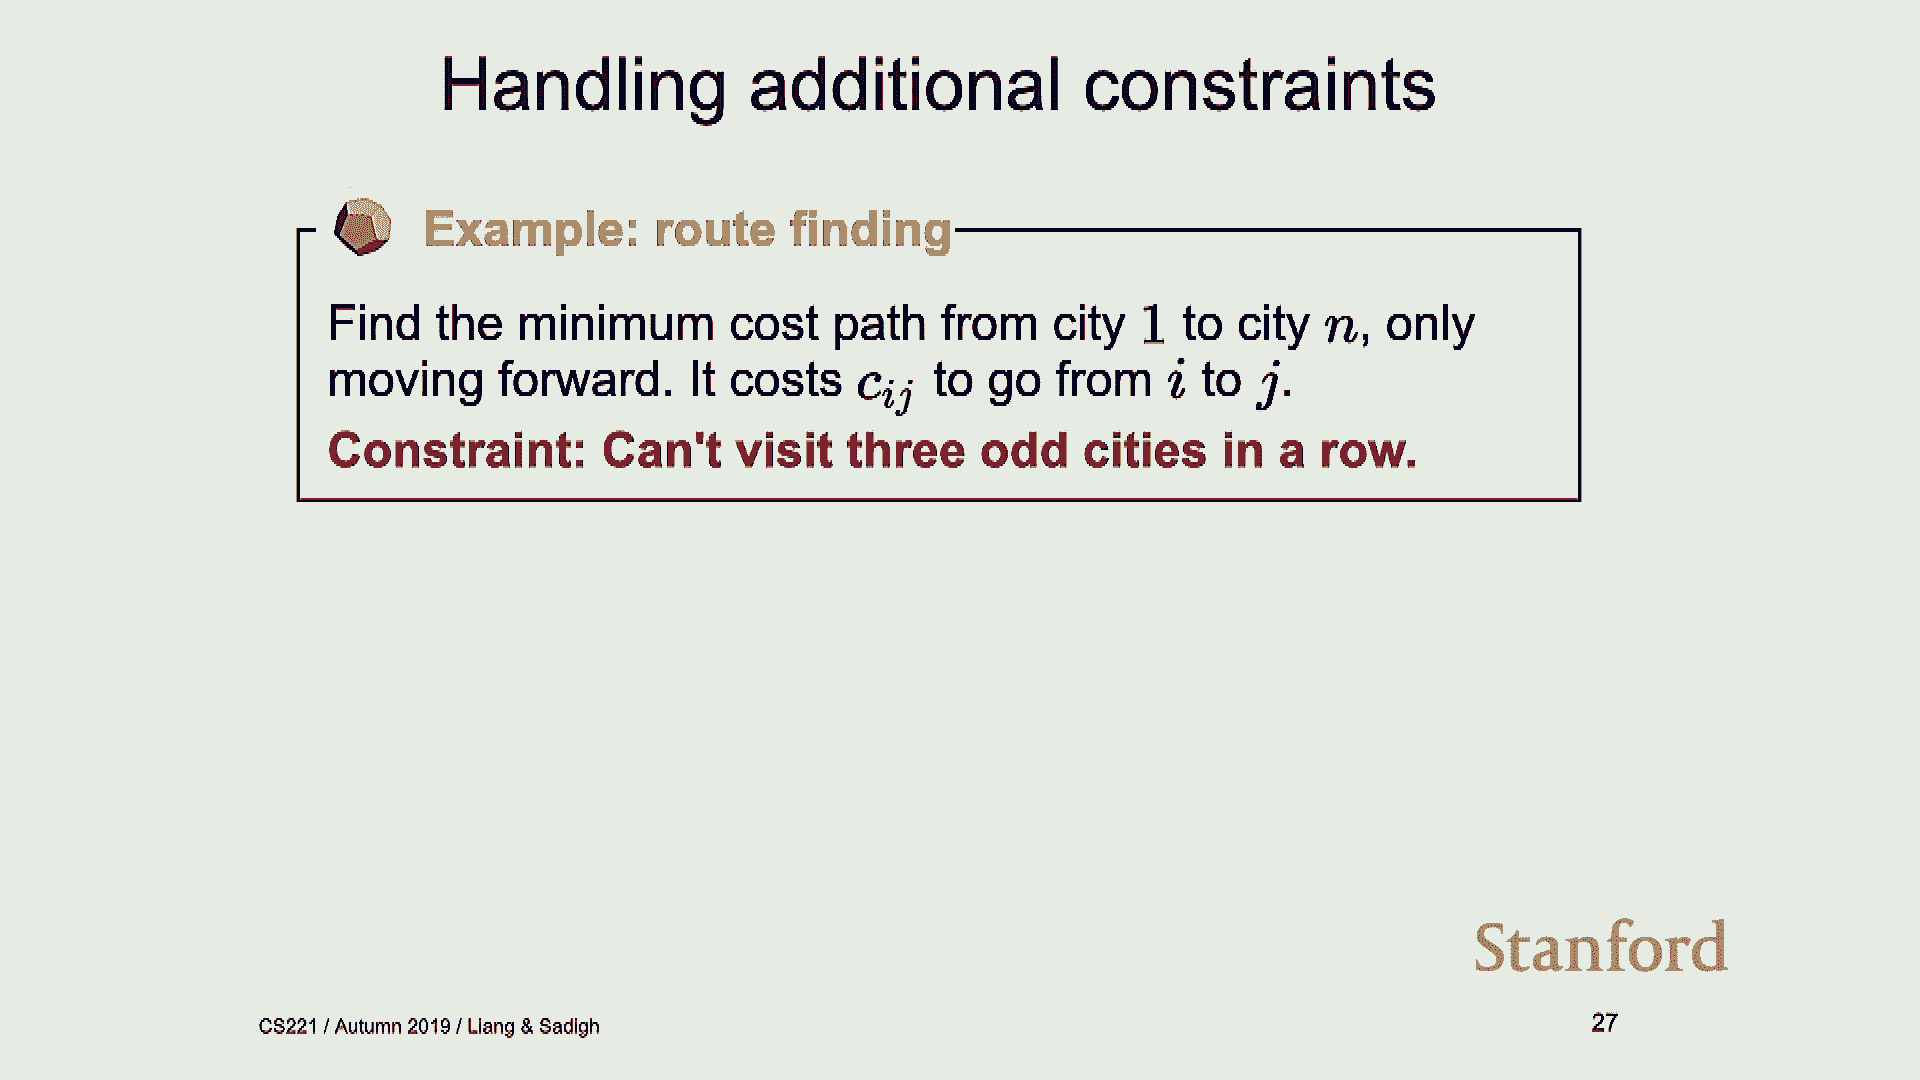 Handling additional constraints
Example: route finding
Find the minimum cost path from city 1 to city n, only
moving forward. It costs c_{ij} to go from i to j.
Constraint: Can't visit three odd cities in a row.
Stanford
CS221 / Autumn 2019 / Liang & Sadigh
27